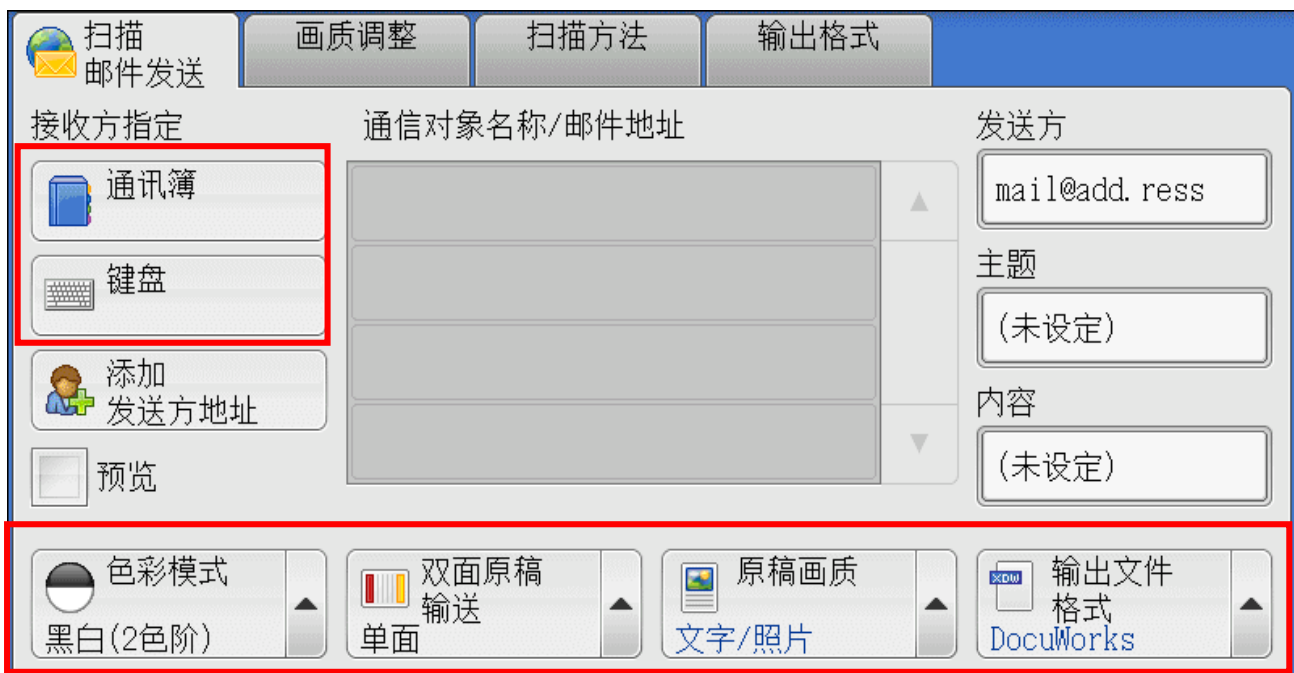 扫描
邮件发送
画质调整
扫描方法
输出格式
接收方指定
通信对象名称/邮件地址
发送方
通讯簿
mail@add.ress
键盘
主题
(未设定)
添加
发送方地址
内容
预览
(未设定)
色彩模式
黑白(2色阶)
双面原稿
输送
单面
原稿画质
文字/照片
XDW
输出文件
格式
DocuWorks